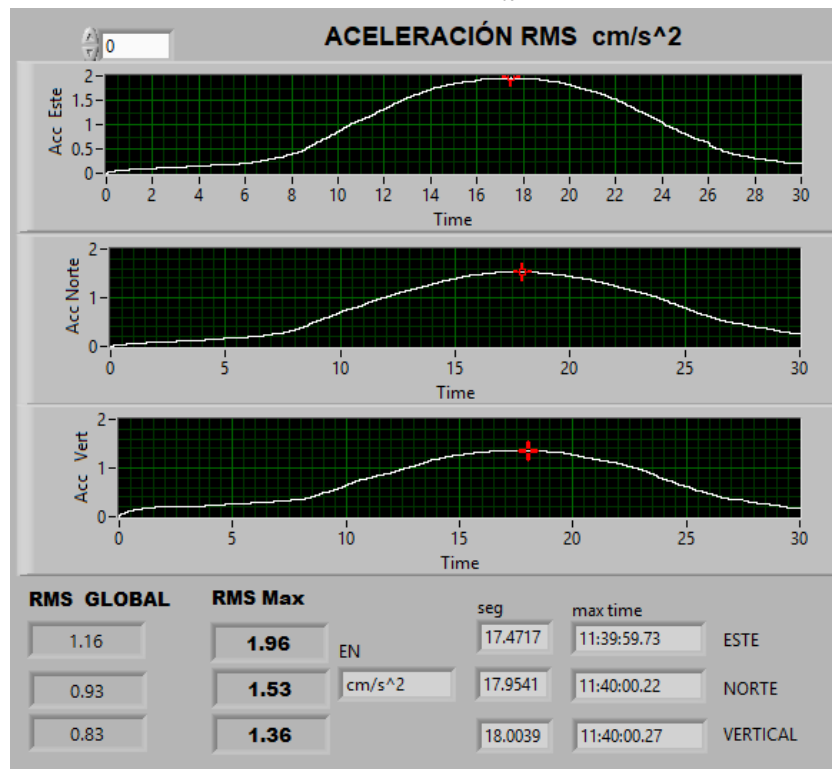 0
ACELERACIÓN RMS cm/s^2
Acc Este
2
1.5
1
0.5
0
0 2 4 6 8 10 12 14 16 18 20 22 24 26 28 30
Time
Acc Norte
2
1
0
0 5 10 15 20 25 30
Time
Acc Vert
2
1
0
0 5 10 15 20 25 30
Time
RMS GLOBAL RMS Max seg max time
1.16 1.96 EN 17.4717 11:39:59.73 ESTE
0.93 1.53 cm/s^2 17.9541 11:40:00.22 NORTE
0.83 1.36 18.0039 11:40:00.27 VERTICAL